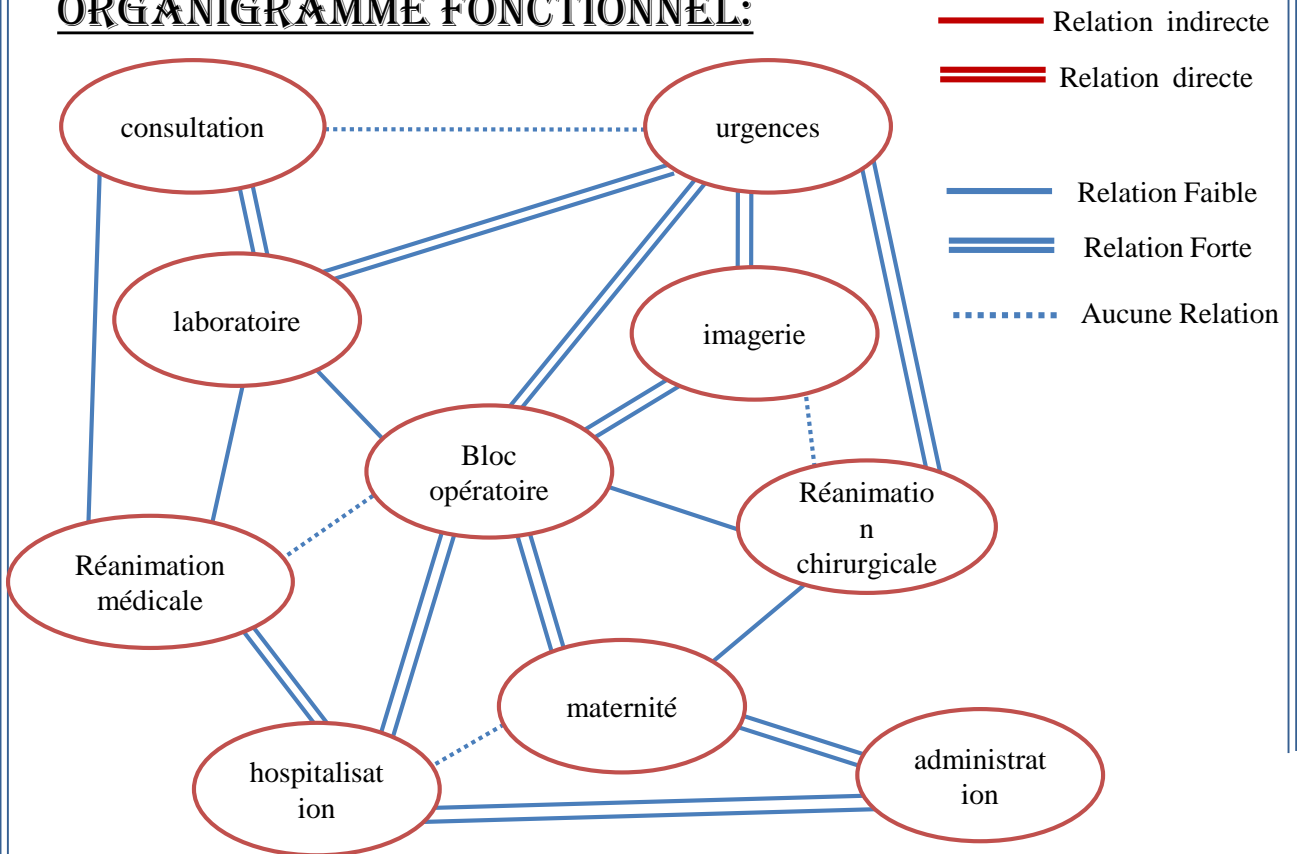 ORGANIGRAMME FONCTIONNEL:
Relation indirecte
Relation directte
Relation Faible
Relation Forte
Aucune Relation
consultation
urgences
laboratoire
imagerie
Bloc
opératoire
Réanimatio
n
chirurgicale
Réanimation
médicale
maternité
hospitalisat
ion
administrat
ion